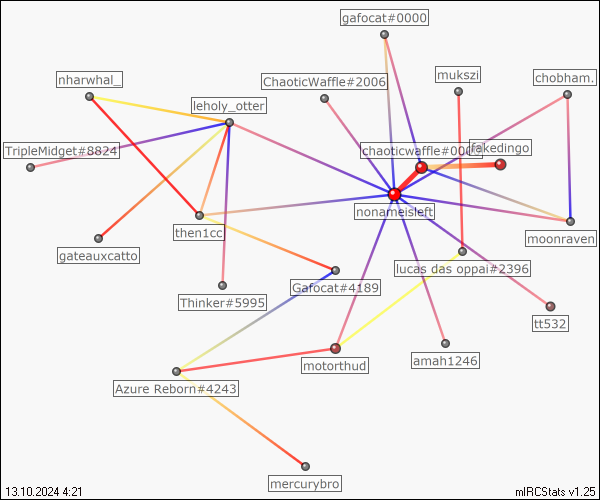 gafocat#0000
nharwhal_
ChaoticWaffle#2006
mukszi
chobham.
leholy_otter
TripleMidget#8824
chaoticwaffle#00
fakedingo
nonameisleft
then1cc
moonraven
gateauxcatto
lucas das oppai#2396
Gafocat#4189
Thinker#5995
tt532
motorthud
amah1246
Azure Reborn#4243
mercurybro
13.10.2024 4:21
mIRCStats v1.25